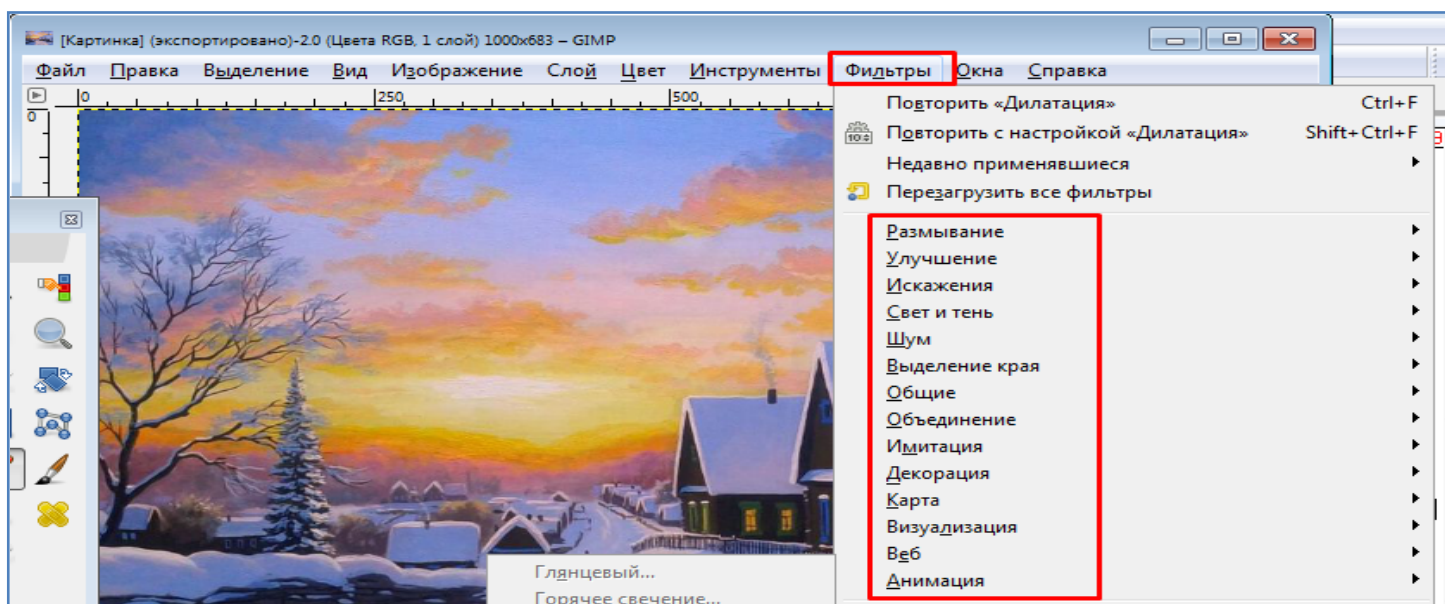 [Картинка] (экспортировано)-2.0 (Цвета RGB, 1 слой) 1000x683 – GIMP
Файл Правка Выделение Вид Изображение Слой Цвет Инструменты Фильтры Окна Справка
0 250 500
0
Повторить «Дилатация» Ctrl+F
Повторить с настройкой «Дилатация» Shift+Ctrl+F
Недавно применявшиеся
Перезагрузить все фильтры
Размывание
Улучшение
Искажения
Свет и тень
Шум
Выделение края
Общие
Объединение
Имитация
Декорация
Карта
Визуализация
Веб
Анимация
Глянцевый...
Горячее свечение...